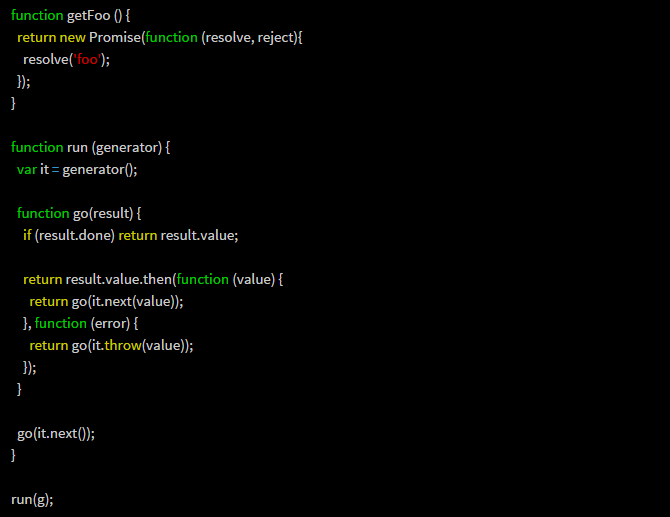 function getFoo () {
return new Promise(function (resolve, reject){
resolve('foo');
});
}
function run (generator) {
var it = generator();
function go(result) {
if (result.done) return result.value;
return result.value.then(function (value) {
return go(it.next(value));
}, function (error) {
return go(it.throw(value));
});
}
go(it.next());
}
run(g);